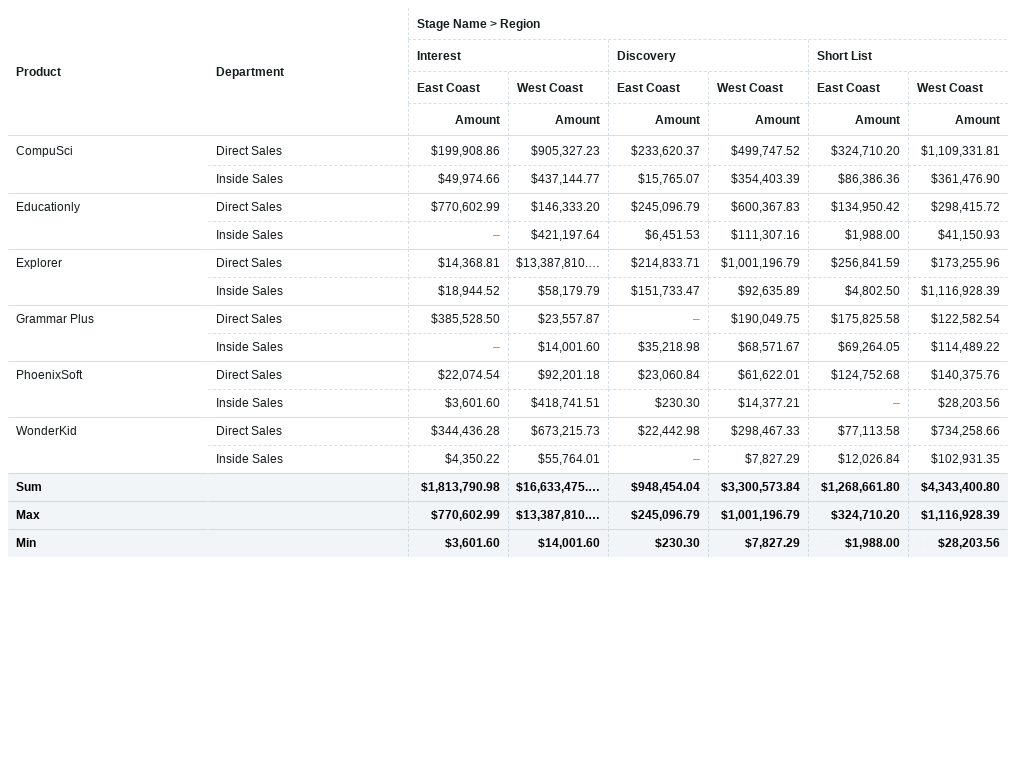 Stage Name > Region
Product Department
Interest Discovery Short List
East Coast West Coast East Coast West Coast East Coast West Coast
Amount Amount Amount Amount Amount Amount
CompuSci Direct Sales $199,908.86 $905,327.23 $233,620.37 $499,747.52 $324,710.20 $1,109,331.81
Inside Sales $49,974.66 $437,144.77 $15,765.07 $354,403.39 $86,386.36 $361,476.90
Educationly Direct Sales $770,602.99 $146,333.20 $245,096.79 $600,367.83 $134,950.42 $298,415.72
Inside Sales – $421,197.64 $6,451.53 $111,307.16 $1,988.00 $41,150.93
Explorer Direct Sales $14,368.81 $13,387,810.... $214,833.71 $1,001,196.79 $256,841.59 $173,255.96
Inside Sales $18,944.52 $58,179.79 $151,733.47 $92,635.89 $4,802.50 $1,116,928.39
Grammar Plus Direct Sales $385,528.50 $23,557.87 – $190,049.75 $175,825.58 $122,582.54
Inside Sales – $14,001.60 $35,218.98 $68,571.67 $69,264.05 $114,489.22
PhoenixSoft Direct Sales $22,074.54 $92,201.18 $23,060.84 $61,622.01 $124,752.68 $140,375.76
Inside Sales $3,601.60 $418,741.51 $230.30 $14,377.21 – $28,203.56
WonderKid Direct Sales $344,436.28 $673,215.73 $22,442.98 $298,467.33 $77,113.58 $734,258.66
Inside Sales $4,350.22 $55,764.01 – $7,827.29 $12,026.84 $102,931.35
Sum $1,813,790.98 $16,633,475.... $948,454.04 $3,300,573.84 $1,268,661.80 $4,343,400.80
Max $770,602.99 $13,387,810.... $245,096.79 $1,001,196.79 $324,710.20 $1,116,928.39
Min $3,601.60 $14,001.60 $230.30 $7,827.29 $1,988.00 $28,203.56